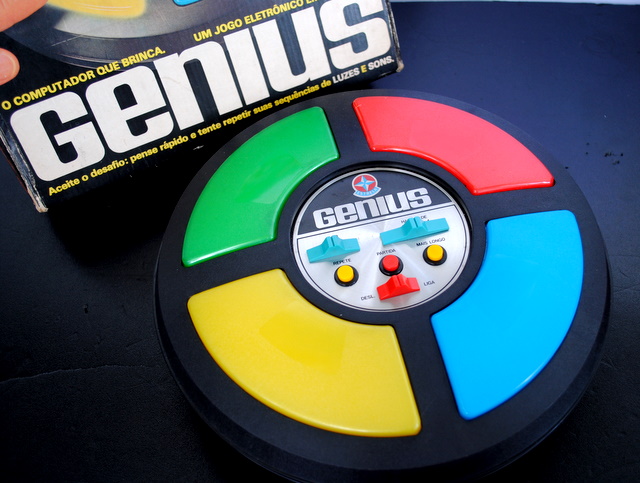 O COMPUTADOR QUE BRINCA. UM JOGO ELETRÔNICO
GENIUS
Aceite o desafio: pense rápido e tente repetir suas seqüências de LUZES E SONS.
GENIUS
REPETE PARTIDA MAIS LONGO
DESL. LIGA